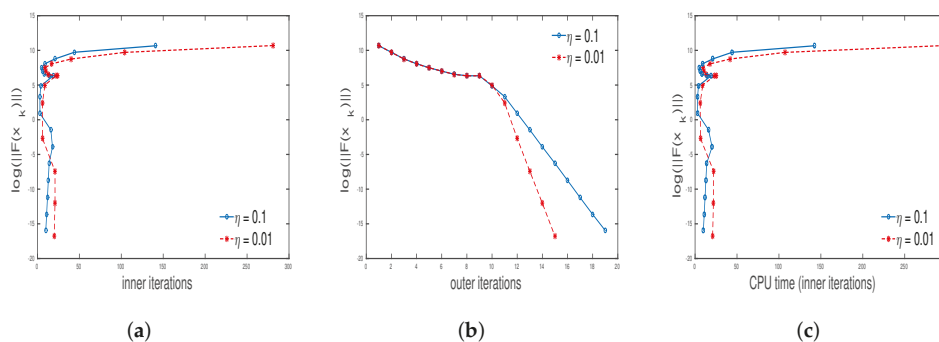 log(||F(x_k)||)
15
10
5
0
-5
-10
-15
-20
η = 0.1
η = 0.01
0 50 100 150 200 250 300
inner iterations
(a)
log(||F(x_k)||)
15
10
5
0
-5
-10
-15
-20
η = 0.1
η = 0.01
0 2 4 6 8 10 12 14 16 18 20
outer iterations
(b)
log(||F(x_k)||)
15
10
5
0
-5
-10
-15
-20
η = 0.1
η = 0.01
0 50 100 150 200 250
CPU time (inner iterations)
(c)